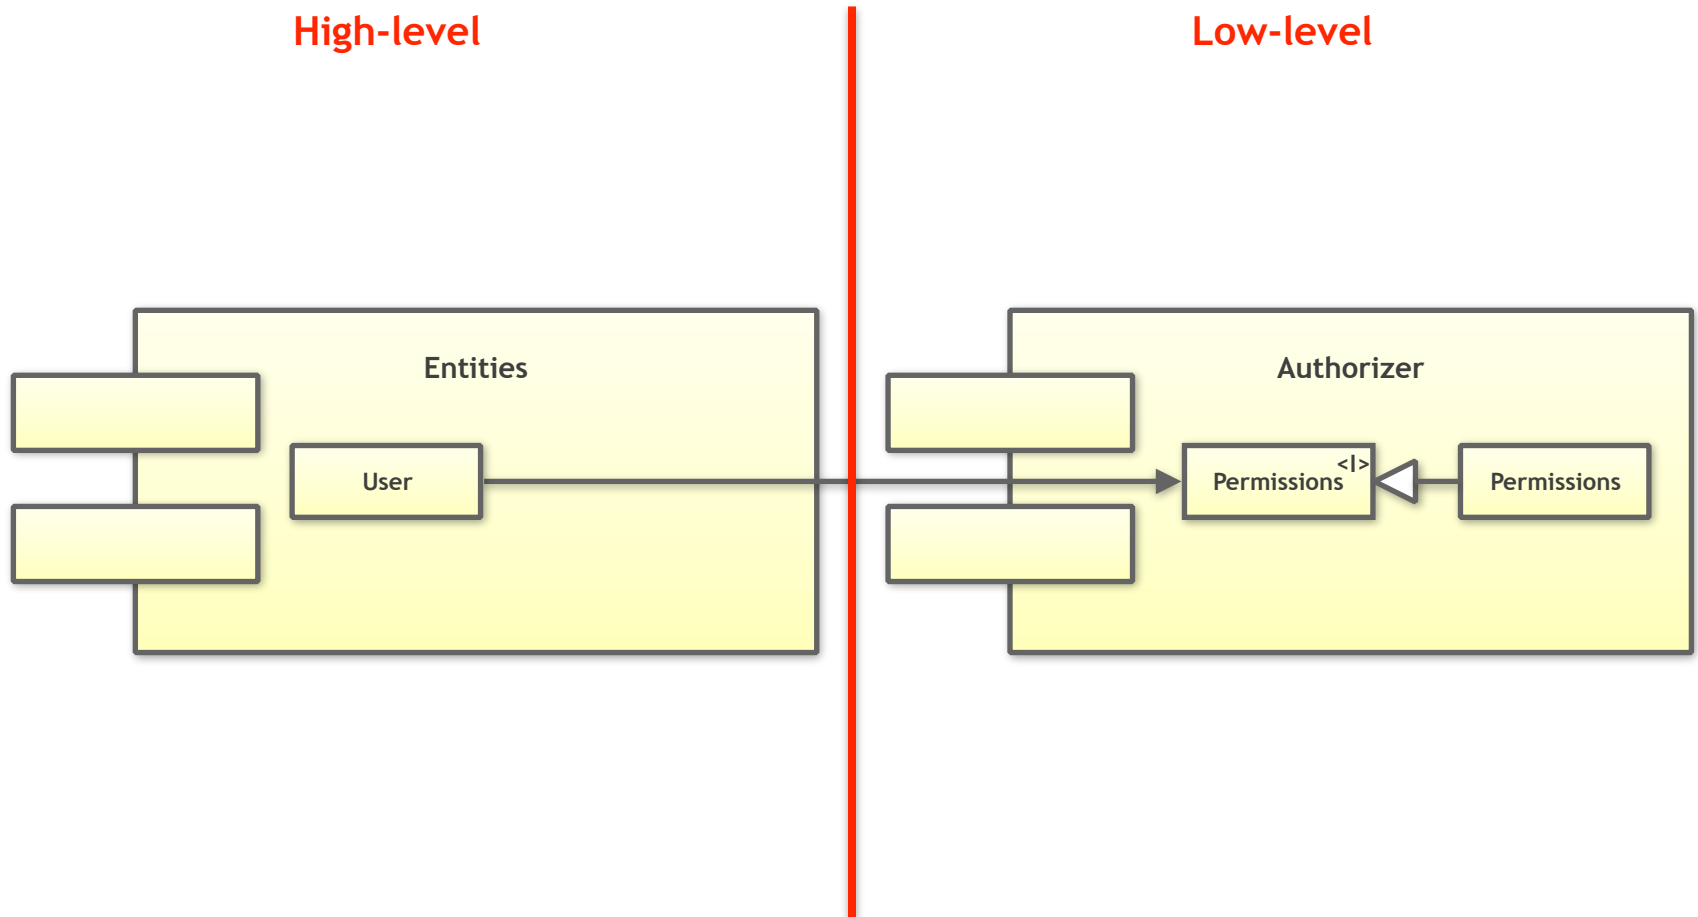 High-level
Low-level
Entities
Authorizer
User
<I>
Permissions
Permissions